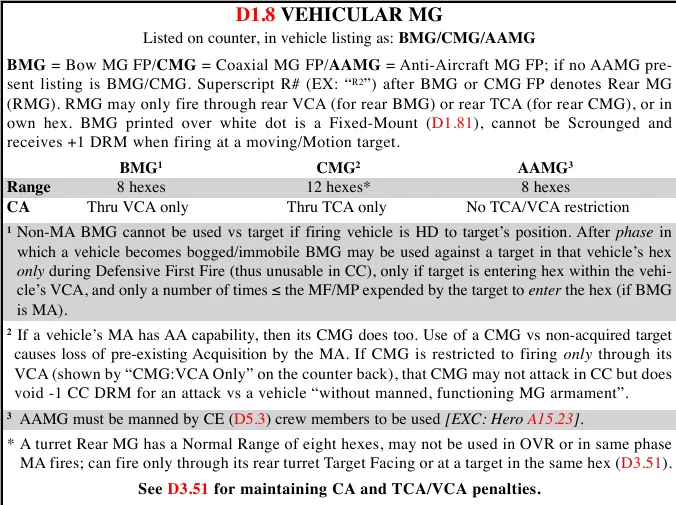 D1.8 VEHICULAR MG
Listed on counter, in vehicle listing as: BMG/CMG/AAMG
BMG = Bow MG FP/CMG = Coaxial MG FP/AAMG = Anti-Aircraft MG FP; if no AAMG pre-
sent listing is BMG/CMG. Superscript R# (EX: “R2”) after BMG or CMG FP denotes Rear MG
(RMG). RMG may only fire through rear VCA (for rear BMG) or rear TCA (for rear CMG), or in
own hex. BMG printed over white dot is a Fixed-Mount (D1.81), cannot be Scrounged and
receives +1 DRM when firing at a moving/Motion target.
BMG¹ CMG² AAMG³
Range 8 hexes 12 hexes* 8 hexes
CA Thru VCA only Thru TCA only No TCA/VCA restriction
¹ Non-MA BMG cannot be used vs target if firing vehicle is HD to target’s position. After phase in
which a vehicle becomes bogged/immobile BMG may be used against a target in that vehicle’s hex
only during Defensive First Fire (thus unusable in CC), only if target is entering hex within the vehi-
cle’s VCA, and only a number of times ≤ the MF/MP expended by the target to enter the hex (if BMG
is MA).
² If a vehicle’s MA has AA capability, then its CMG does too. Use of a CMG vs non-acquired target
causes loss of pre-existing Acquisition by the MA. If CMG is restricted to firing only through its
VCA (shown by “CMG:VCA Only” on the counter back), that CMG may not attack in CC but does
void -1 CC DRM for an attack vs a vehicle “without manned, functioning MG armament”.
³ AAMG must be manned by CE (D5.3) crew members to be used [EXC: Hero A15.23].
* A turret Rear MG has a Normal Range of eight hexes, may not be used in OVR or in same phase
MA fires; can fire only through its rear turret Target Facing or at a target in the same hex (D3.51).
See D3.51 for maintaining CA and TCA/VCA penalties.